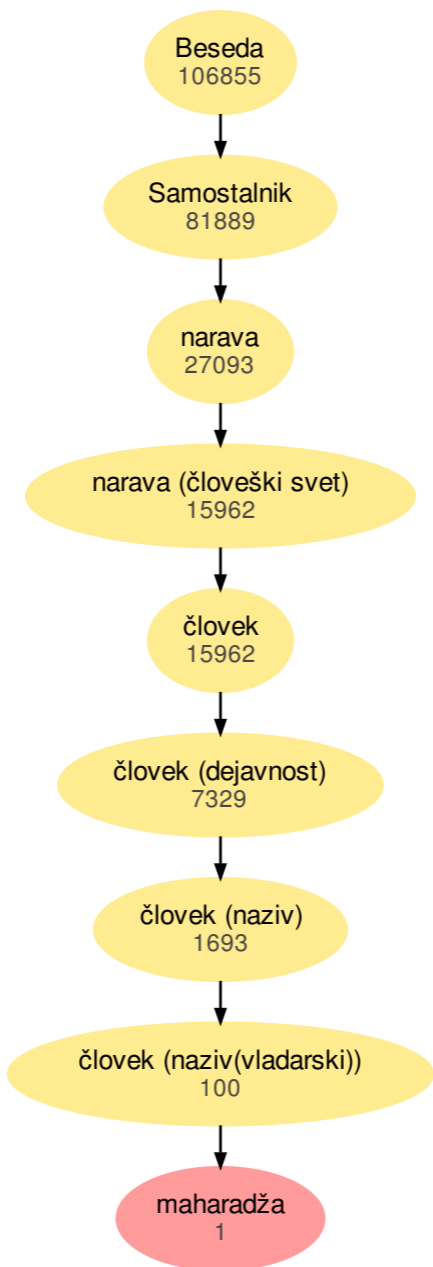 Beseda
106855
Samostalnik
81889
narava
27093
narava (človeški svet)
15962
človek
15962
človek (dejavnost)
7329
človek (naziv)
1693
človek (naziv(vladarski))
100
maharadža
1